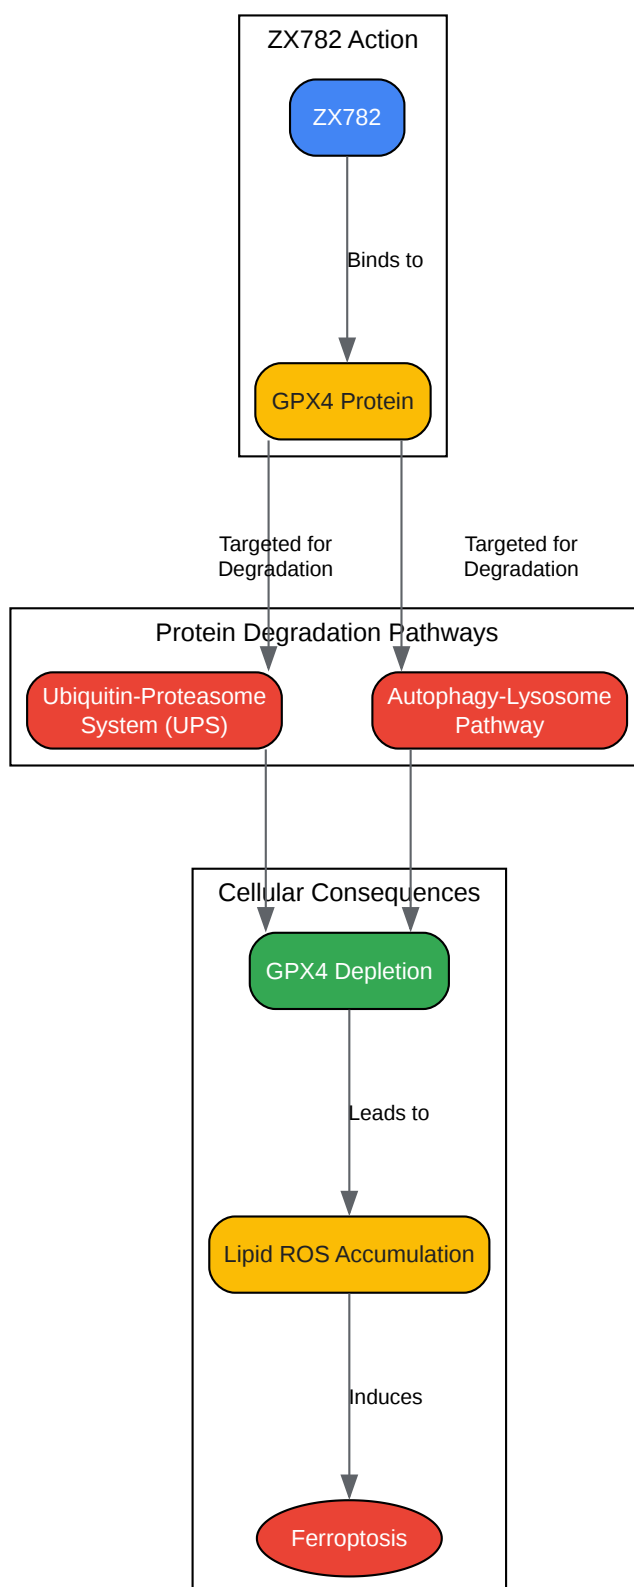 ZX782 Action
ZX782
Binds to
GPX4 Protein
Targeted for
Degradation
Targeted for
Degradation
Protein Degradation Pathways
Ubiquitin-Proteasome
System (UPS)
Autophagy-Lysosome
Pathway
Cellular Consequences
GPX4 Depletion
Leads to
Lipid ROS Accumulation
Induces
Ferroptosis